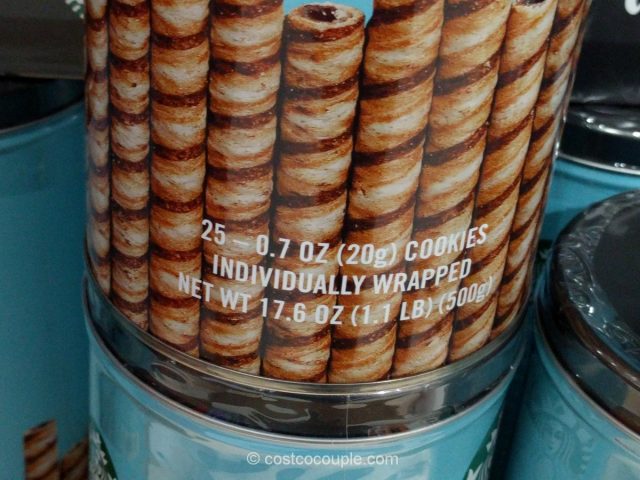 25 – 0.7 OZ (20g) COOKIES
INDIVIDUALLY WRAPPED
NET WT 17.6 OZ (1.1 LB) (500g)
© costcocouple.com